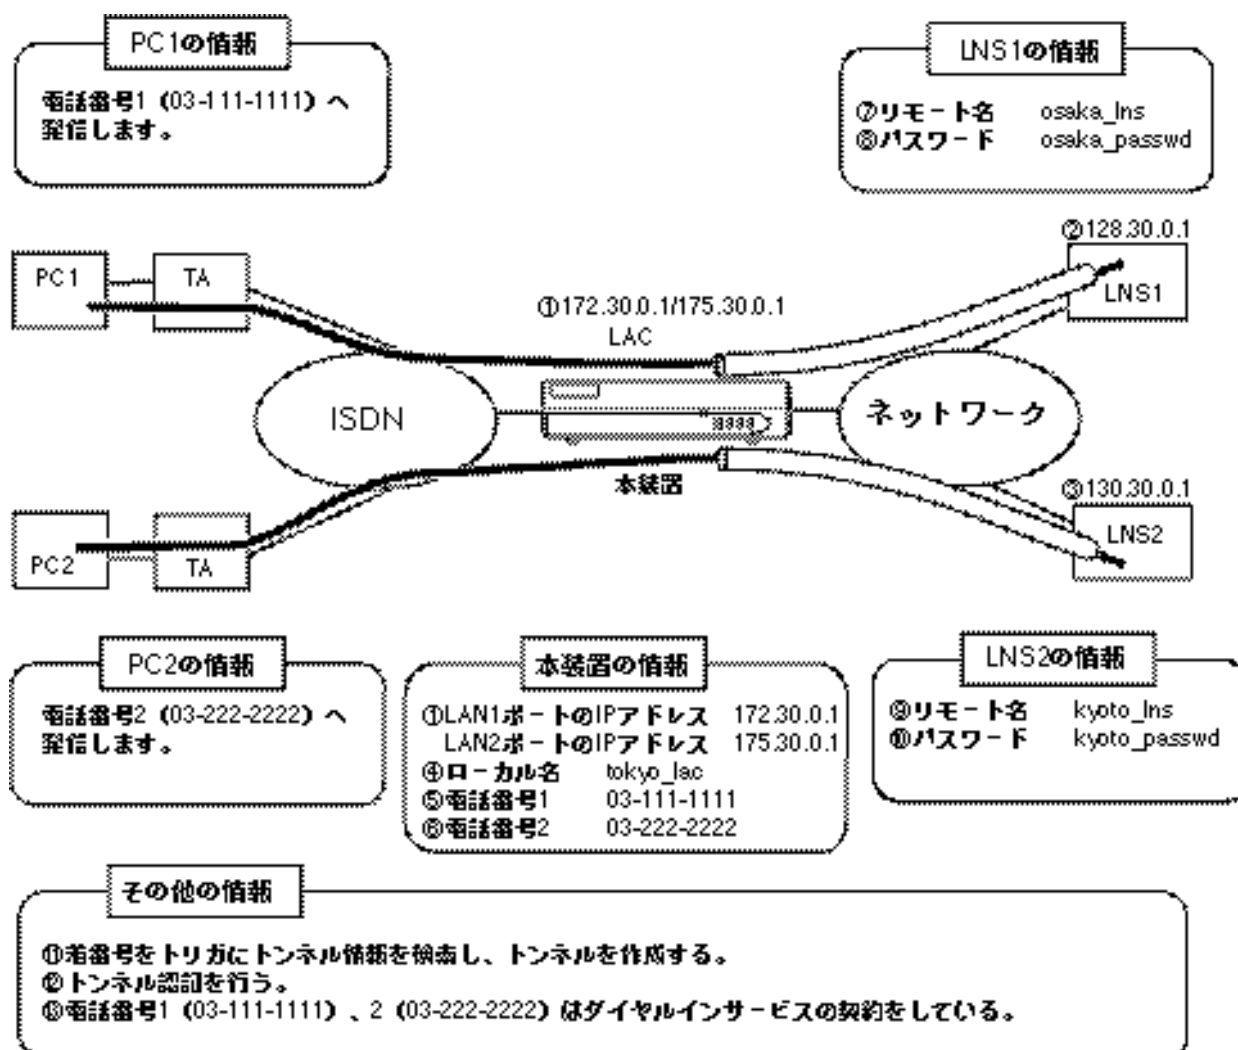 PC1の情報
電話番号1（03-111-1111）へ
発信します。
LNS1の情報
⑦リモート名 osaka_lns
⑧パスワード osaka_passwd
②128.30.0.1
PC1
TA
LNS1
①172.30.0.1/175.30.0.1
LAC
ISDN
ネットワーク
本装置
③130.30.0.1
LNS2
PC2
TA
PC2の情報
電話番号2（03-222-2222）へ
発信します。
本装置の情報
①LAN1ポートのIPアドレス 172.30.0.1
LAN2ポートのIPアドレス 175.30.0.1
④ローカル名 tokyo_lac
⑤電話番号1 03-111-1111
⑥電話番号2 03-222-2222
LNS2の情報
⑨リモート名 kyoto_lns
⑩パスワード kyoto_passwd
その他の情報
⑪着番号をトリガにトンネル情報を検索し、トンネルを作成する。
⑫トンネル認証を行う。
⑬電話番号1（03-111-1111）、2（03-222-2222）はダイヤルインサービスの契約をしている。